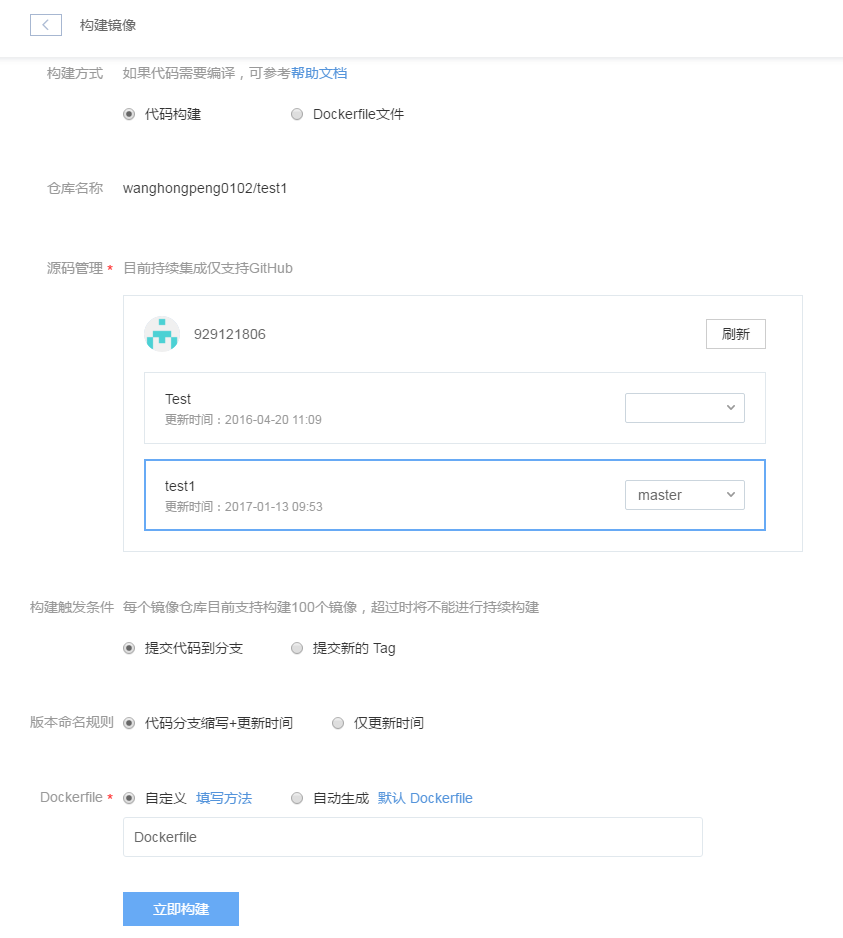 构建镜像
构建方式 如果代码需要编译，可参考帮助文档
代码构建 Dockerfile文件
仓库名称 wanghongpeng0102/test1
源码管理 * 目前持续集成仅支持GitHub
929121806 刷新
Test
更新时间：2016-04-20 11:09
test1
更新时间：2017-01-13 09:53
master
构建触发条件 每个镜像仓库目前支持构建100个镜像，超过时将不能进行持续构建
提交代码到分支 提交新的 Tag
版本命名规则 代码分支缩写+更新时间 仅更新时间
Dockerfile * 自定义 填写方法 自动生成 默认 Dockerfile
Dockerfile
立即构建